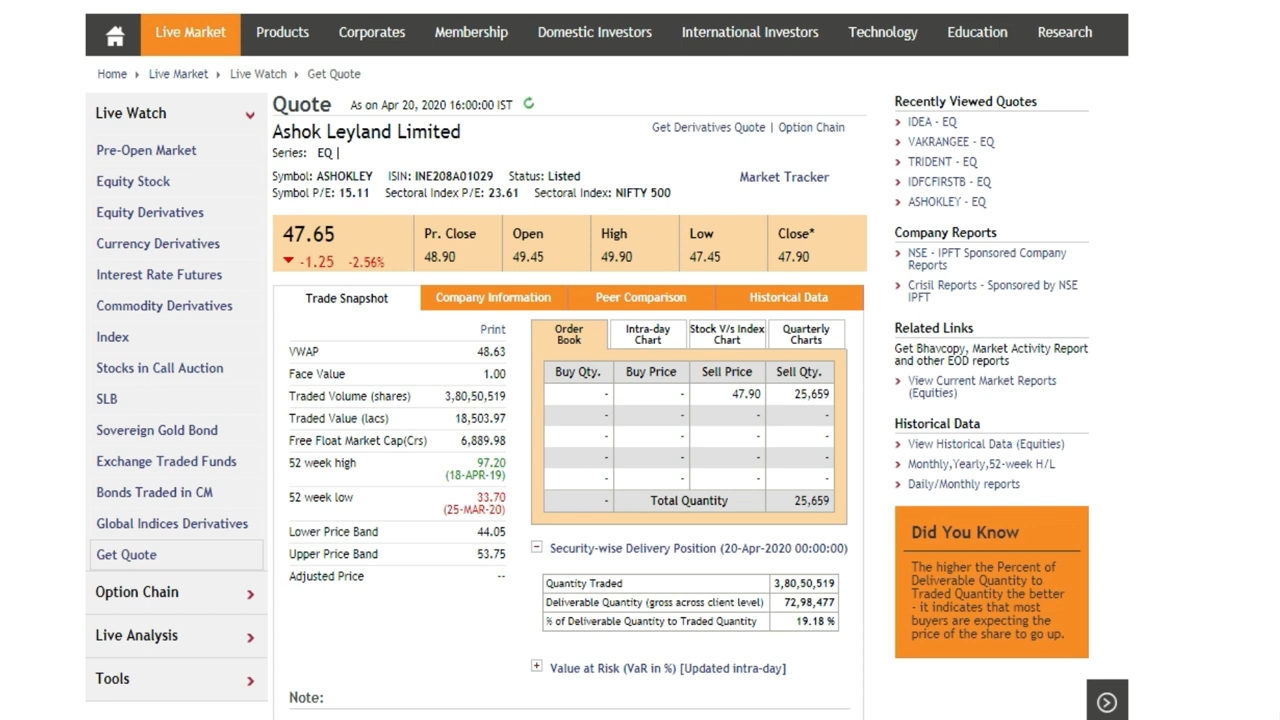 Live Market Products Corporates Membership Domestic Investors International Investors Technology Education Research
Home Live Market Live Watch Get Quote
Live Watch
Pre-Open Market
Equity Stock
Equity Derivatives
Currency Derivatives
Interest Rate Futures
Commodity Derivatives
Index
Stocks in Call Auction
SLB
Sovereign Gold Bond
Exchange Traded Funds
Bonds Traded in CM
Global Indices Derivatives
Get Quote
Option Chain
Live Analysis
Tools
Quote As on Apr 20, 2020 16:00:00 IST
Ashok Leyland Limited
Get Derivatives Quote | Option Chain
Series: EQ |
Symbol: ASHOKLEY ISIN: INE208A01029 Status: Listed
Symbol P/E: 15.11 Sectoral Index P/E: 23.61 Sectoral Index: NIFTY 500
Market Tracker
47.65 Pr. Close Open High Low Close*
-1.25 -2.56% 48.90 49.45 49.90 47.45 47.90
Trade Snapshot Company Information Peer Comparison Historical Data
Print
VWAP 48.63
Face Value 1.00
Traded Volume (shares) 3,80,50,519
Traded Value (lacs) 18,503.97
Free Float Market Cap(Crs) 6,889.98
52 week high 97.20
(18-APR-19)
52 week low 33.70
(25-MAR-20)
Lower Price Band 44.05
Upper Price Band 53.75
Adjusted Price --
Order Intra-day Stock V/s Index Quarterly
Book Chart Chart Charts
Buy Qty. Buy Price Sell Price Sell Qty.
- - 47.90 25,659
- - - -
- - - -
- - - -
- - - -
- Total Quantity 25,659
Security-wise Delivery Position (20-Apr-2020 00:00:00)
Quantity Traded 3,80,50,519
Deliverable Quantity (gross across client level) 72,98,477
% of Deliverable Quantity to Traded Quantity 19.18 %
Value at Risk (VaR in %) [Updated intra-day]
Note:
Recently Viewed Quotes
IDEA - EQ
VAKRANGEE - EQ
TRIDENT - EQ
IDFCFIRSTB - EQ
ASHOKLEY - EQ
Company Reports
NSE - IPFT Sponsored Company
Reports
Crisil Reports - Sponsored by NSE
IPFT
Related Links
Get Bhavcopy, Market Activity Report
and other EOD reports
View Current Market Reports
(Equities)
Historical Data
View Historical Data (Equities)
Monthly,Yearly,52-week H/L
Daily/Monthly reports
Did You Know
The higher the Percent of
Deliverable Quantity to
Traded Quantity the better
- it indicates that most
buyers are expecting the
price of the share to go up.